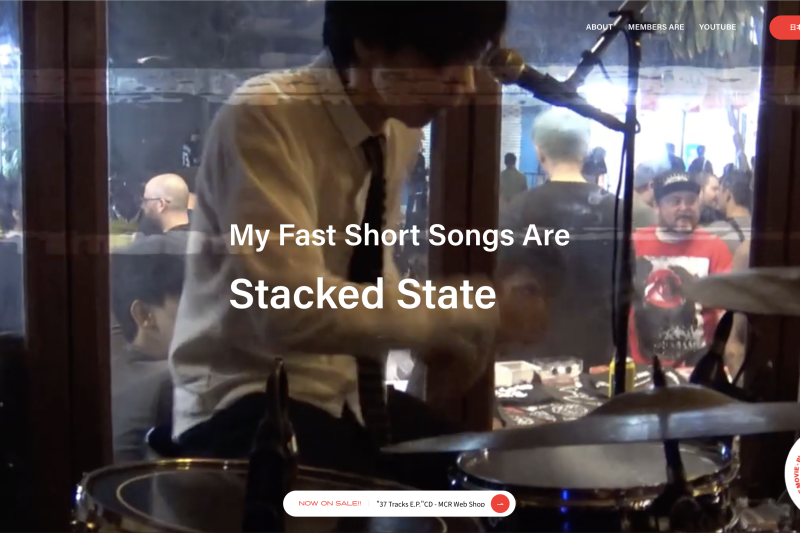 ABOUT MEMBERS ARE YOUTUBE
My Fast Short Songs Are
Stacked State
NOW ON SALE!! "37 Tracks E.P."CD - MCR Web Shop
MOVIE